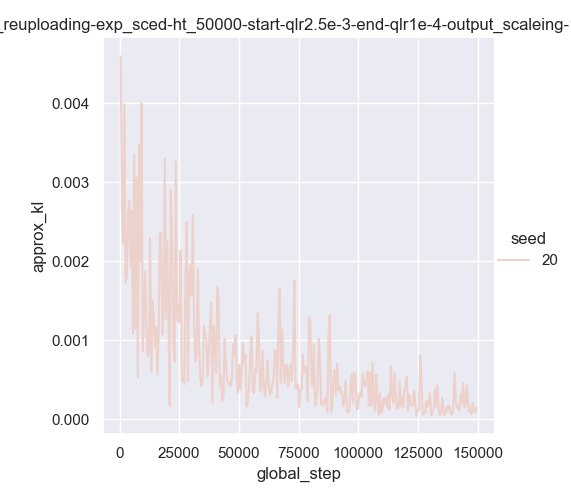 _reuploading-exp_sced-ht_50000-start-qlr2.5e-3-end-qlr1e-4-output_scaleing-
0.004
0.003
0.002
0.001
0.000
approx_kl
0 25000 50000 75000 100000 125000 150000
global_step
seed
20